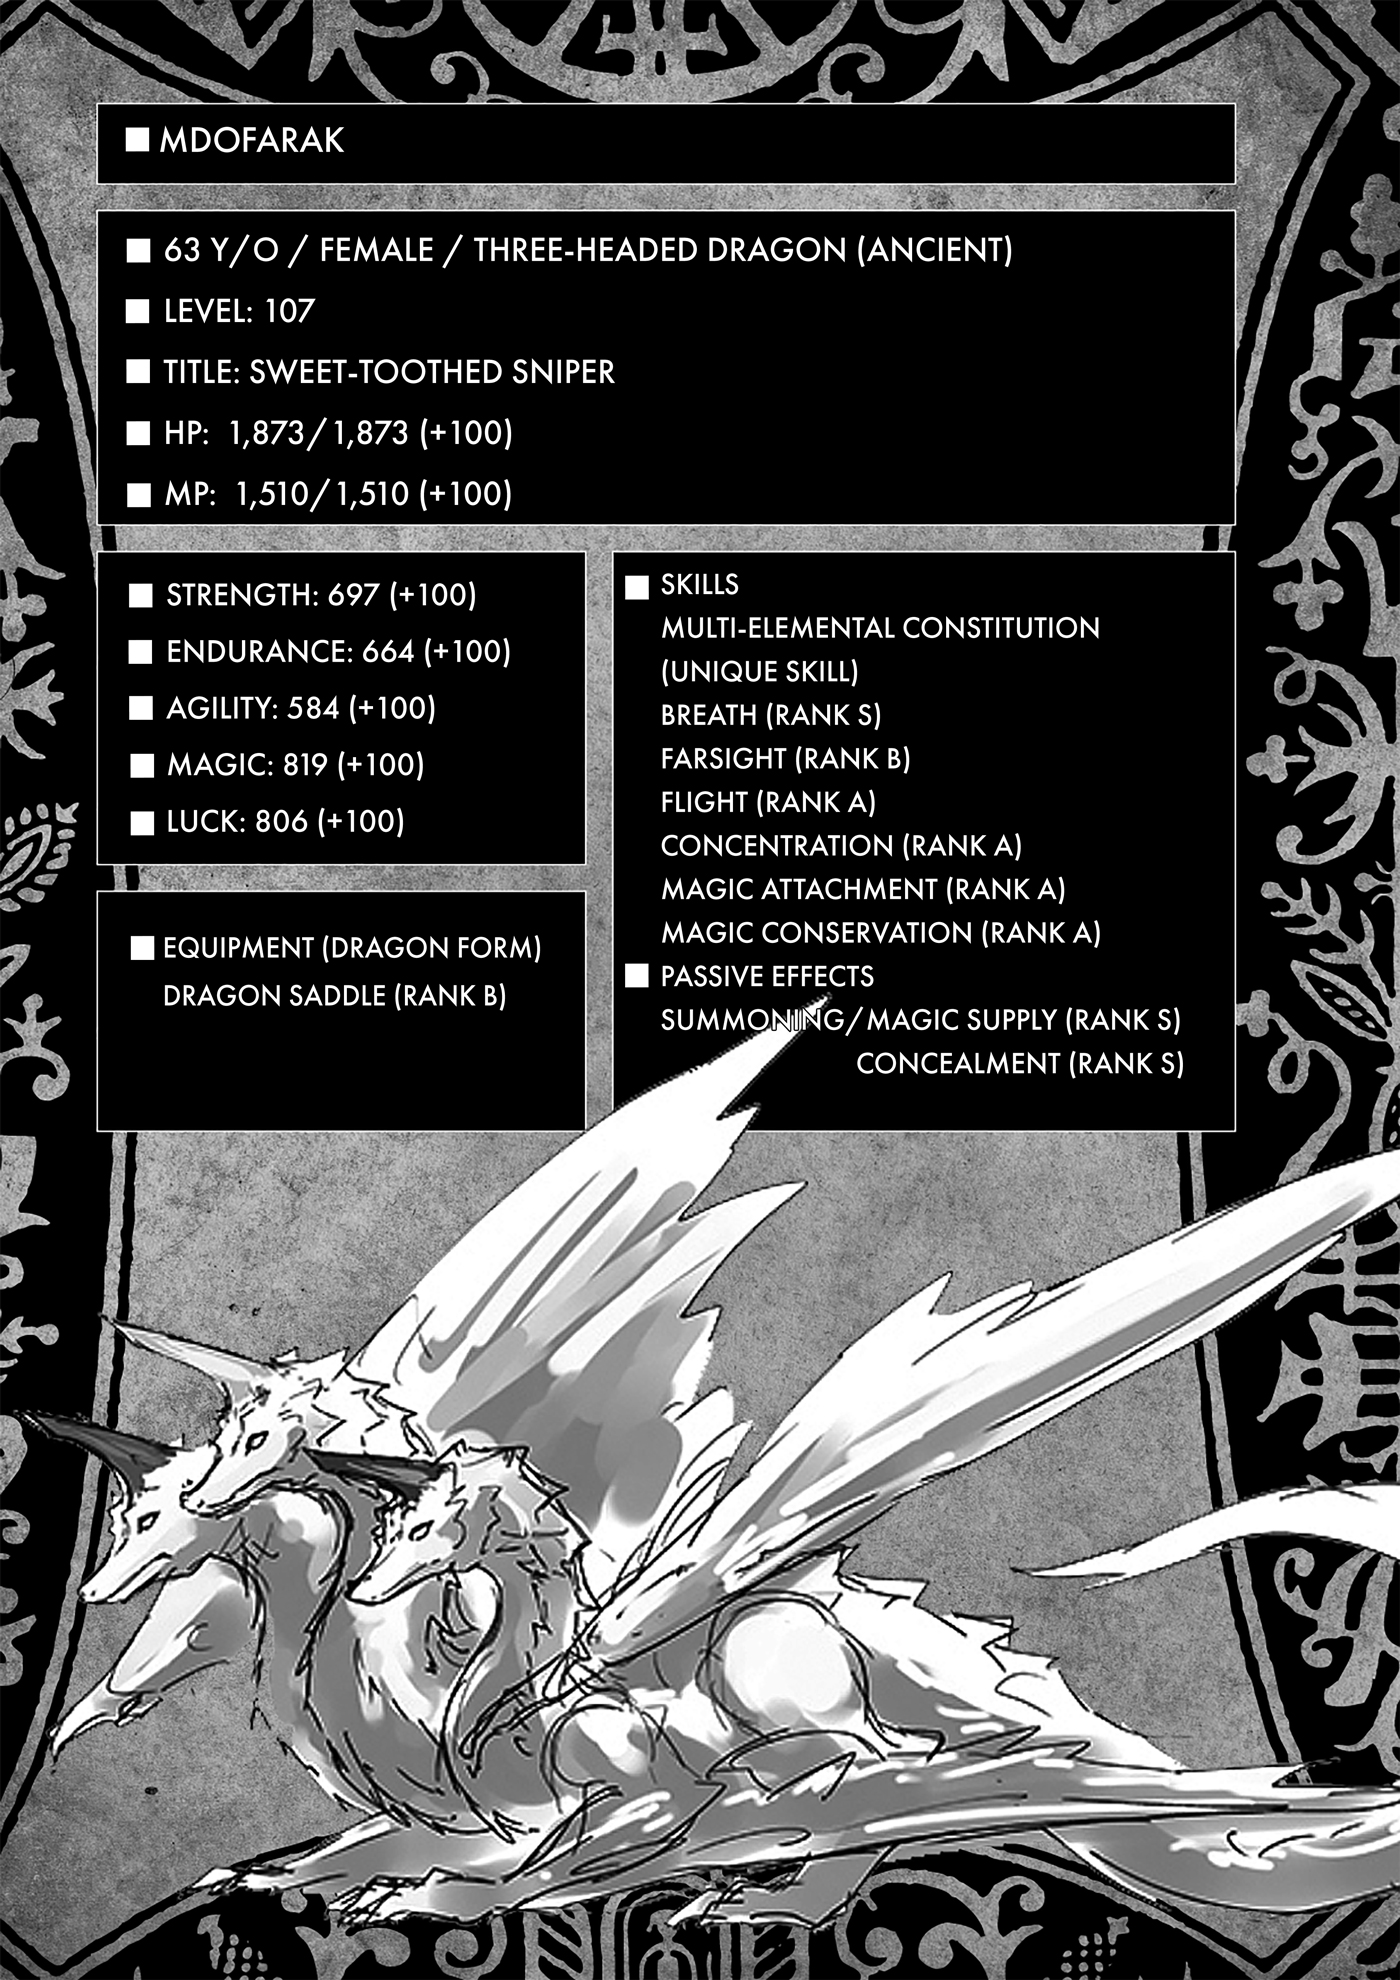 MDOFARAK
63 Y/O / FEMALE / THREE-HEADED DRAGON (ANCIENT)
LEVEL: 107
TITLE: SWEET-TOOTHED SNIPER
HP: 1,873/1,873 (+100)
MP: 1,510/1,510 (+100)
STRENGTH: 697 (+100)
ENDURANCE: 664 (+100)
AGILITY: 584 (+100)
MAGIC: 819 (+100)
LUCK: 806 (+100)
EQUIPMENT (DRAGON FORM)
DRAGON SADDLE (RANK B)
SKILLS
MULTI-ELEMENTAL CONSTITUTION
(UNIQUE SKILL)
BREATH (RANK S)
FARSIGHT (RANK B)
FLIGHT (RANK A)
CONCENTRATION (RANK A)
MAGIC ATTACHMENT (RANK A)
MAGIC CONSERVATION (RANK A)
PASSIVE EFFECTS
SUMMONING/MAGIC SUPPLY (RANK S)
CONCEALMENT (RANK S)